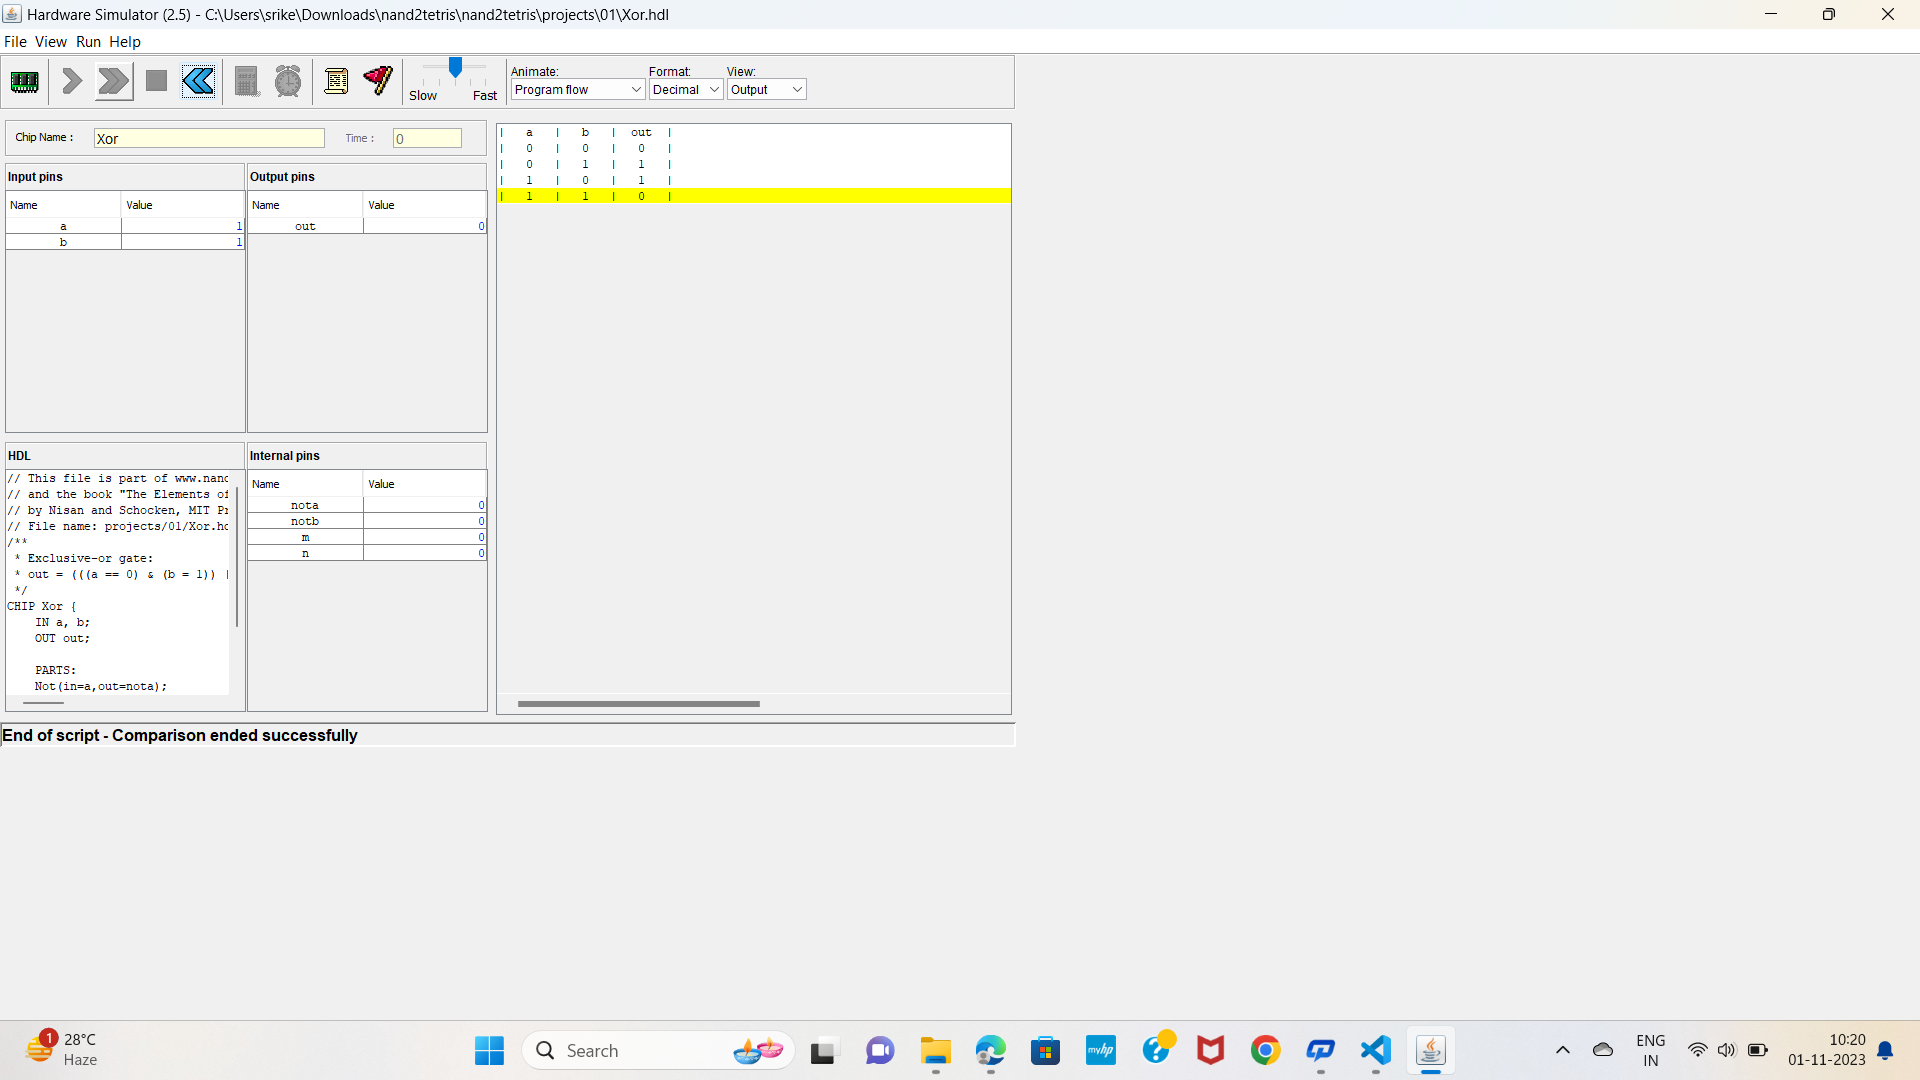 Hardware Simulator (2.5) - C:\Users\srike\Downloads\nand2tetris\nand2tetris\projects\01\Xor.hdl
File View Run Help
Animate: Format: View:
Slow Fast Program flow Decimal Output
Chip Name : Xor Time : 0
Input pins
Name Value
a 1
b 1
Output pins
Name Value
out 0
| a | b | out |
| 0 | 0 | 0 |
| 0 | 1 | 1 |
| 1 | 0 | 1 |
| 1 | 1 | 0 |
HDL
// This file is part of www.nand
// and the book "The Elements of
// by Nisan and Schocken, MIT Pr
// File name: projects/01/Xor.hd
/**
 * Exclusive-or gate:
 * out = (((a == 0) & (b = 1)) |
 */
CHIP Xor {
    IN a, b;
    OUT out;
    PARTS:
    Not(in=a,out=nota);
Internal pins
Name Value
nota 0
notb 0
m 0
n 0
End of script - Comparison ended successfully
1
28°C
Haze
Search
myhp
ENG
IN
10:20
01-11-2023